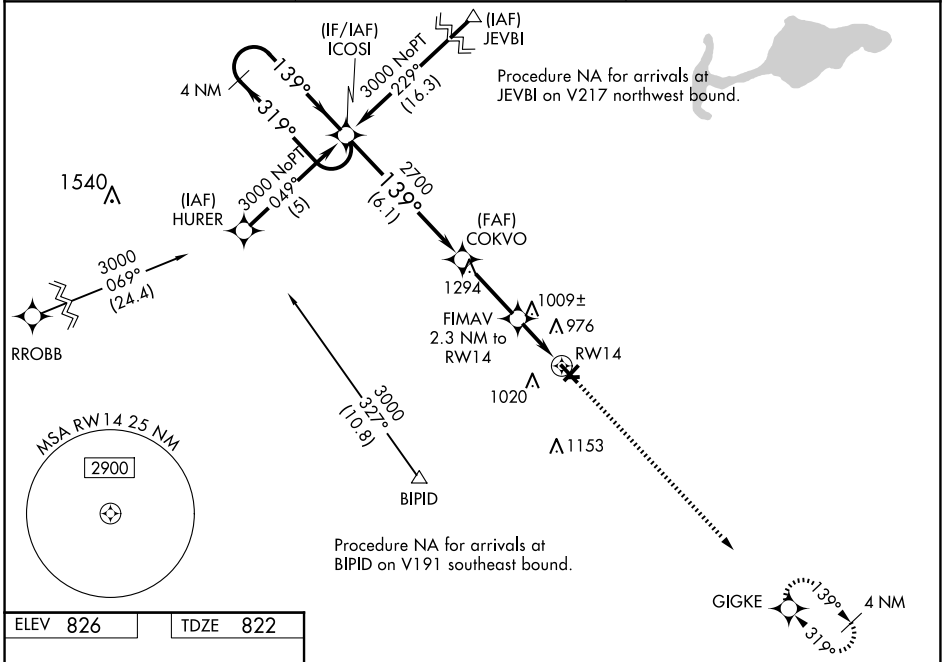 (IAF)
JEVBI
(IF/IAF)
ICOSI
3000 NoPT
229°
(16.3)
Procedure NA for arrivals at
JEVBI on V217 northwest bound.
4 NM
139°
319°
1540
(IAF)
HURER
3000 NoPT
049°
(5)
2700
139°
(6.1)
(FAF)
COKVO
1294
3000
069°
(24.4)
RROBB
FIMAV
2.3 NM to
RW14
1009±
976
RW14
1020
1153
3000
327°
(10.8)
BIPID
MSA RW14 25 NM
2900
Procedure NA for arrivals at
BIPID on V191 southeast bound.
GIGKE
139°
4 NM
319°
ELEV 826
TDZE 822